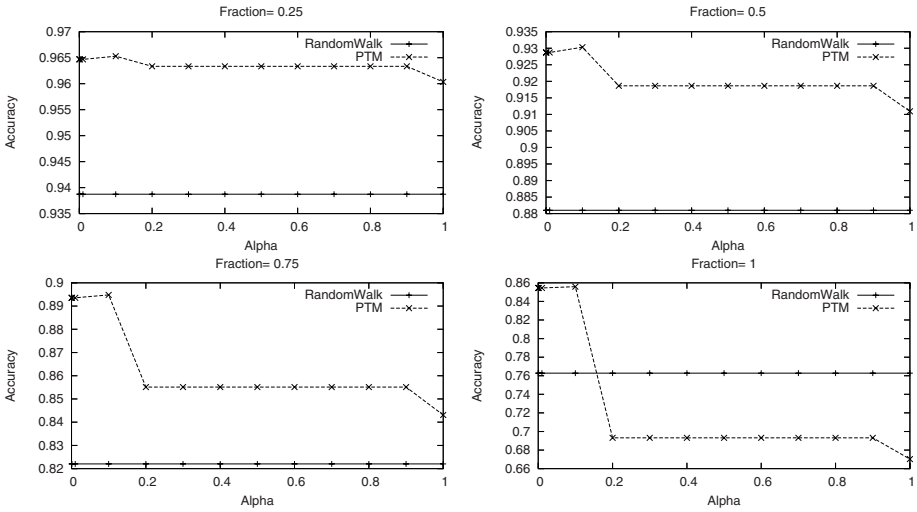 Fraction= 0.25
0.97
0.965
0.96
0.955
0.95
0.945
0.94
0.935
Accuracy
RandomWalk
PTM
0 0.2 0.4 0.6 0.8 1
Alpha
Fraction= 0.5
0.935
0.93
0.925
0.92
0.915
0.91
0.905
0.9
0.895
0.89
0.885
0.88
Accuracy
RandomWalk
PTM
0 0.2 0.4 0.6 0.8 1
Alpha
Fraction= 0.75
0.9
0.89
0.88
0.87
0.86
0.85
0.84
0.83
0.82
Accuracy
RandomWalk
PTM
0 0.2 0.4 0.6 0.8 1
Alpha
Fraction= 1
0.86
0.84
0.82
0.8
0.78
0.76
0.74
0.72
0.7
0.68
0.66
Accuracy
RandomWalk
PTM
0 0.2 0.4 0.6 0.8 1
Alpha